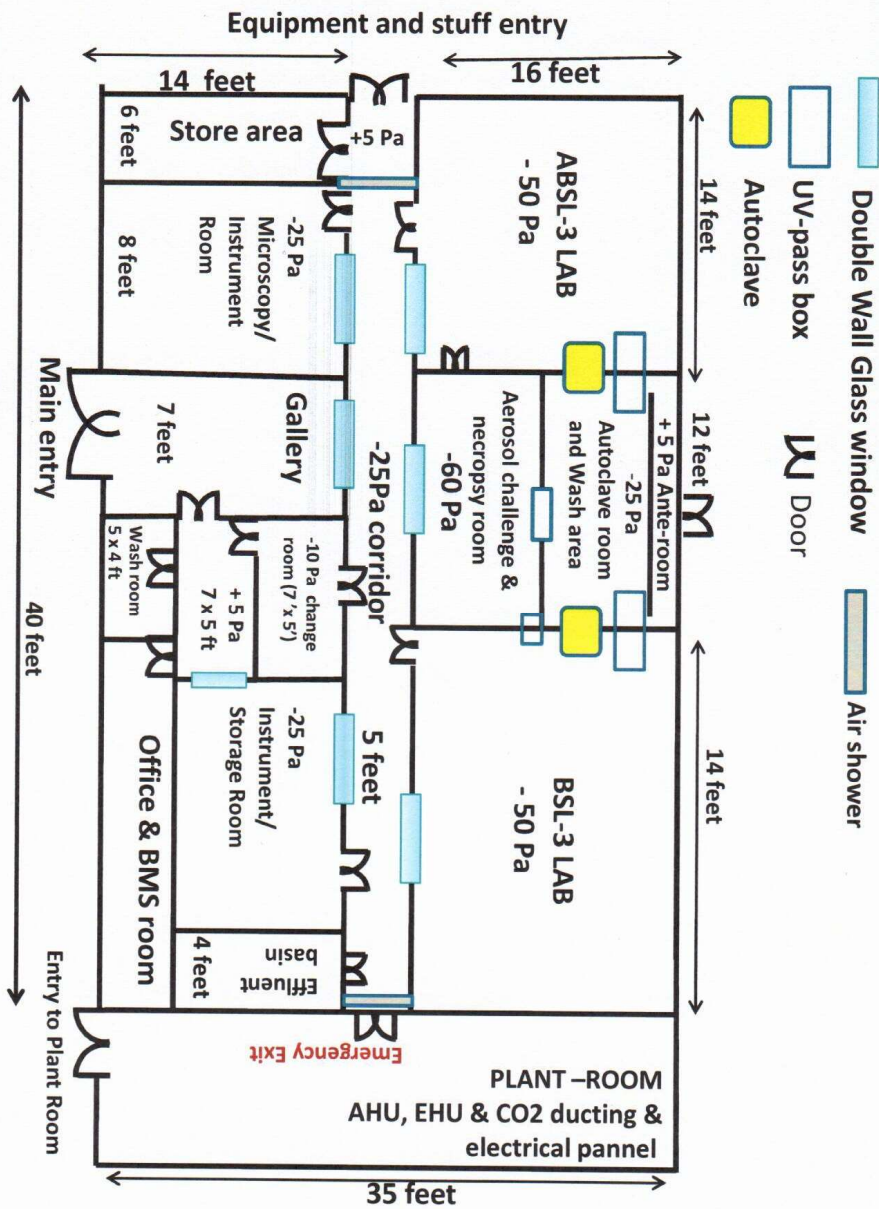 Double Wall Glass window
Air shower
UV-pass box
Door
Autoclave
14 feet
12 feet
14 feet
16 feet
ABSL-3 LAB
- 50 Pa
+ 5 Pa Ante-room
-25 Pa
Autoclave room
and Wash area
Aerosol challenge &
necropsy room
-60 Pa
BSL-3 LAB
- 50 Pa
Equipment and stuff entry
+5 Pa
-25Pa corridor
5 feet
Emergency Exit
14 feet
Store area
6 feet
-25 Pa
Microscopy/
Instrument
Room
8 feet
Gallery
7 feet
-10 Pa change
room (7'x 5')
+ 5 Pa
7 x 5 ft
Wash room
5 x 4 ft
-25 Pa
Instrument/
Storage Room
Effluent
basin
4 feet
Office & BMS room
PLANT –ROOM
AHU, EHU & CO2 ducting &
electrical pannel
Main entry
Entry to Plant Room
40 feet
35 feet